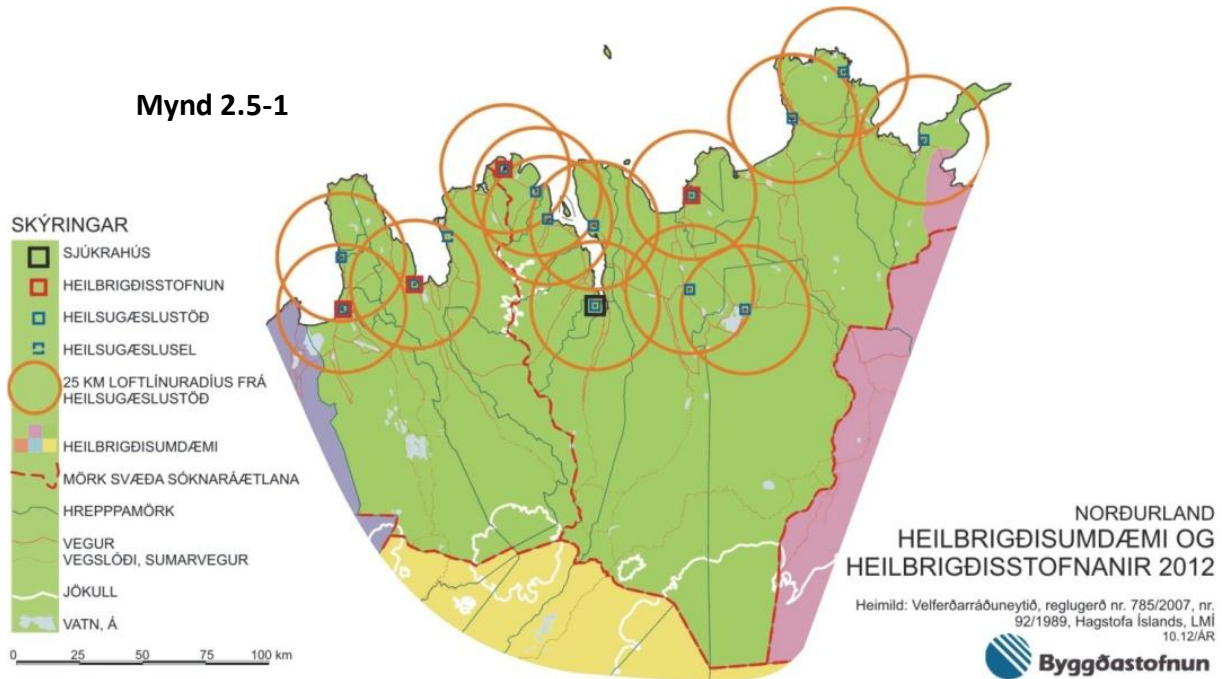 Mynd 2.5-1
SKÝRINGAR
SJÚKRAHÚS
HEILBRIGÐISSTOFNUN
HEILSUGÆSLUSTÖÐ
HEILSUGÆSLUSEL
25 KM LOFTLÍNURADÍUS FRÁ
HEILSUGÆSLUSTÖÐ
HEILBRIGÐISUMDÆMI
MÖRK SVÆÐA SÓKNARÁÆTLANA
HREPPPAMÖRK
VEGUR
VEGSLÓÐI, SUMARVEGUR
JÖKULL
VATN, Á
0 25 50 75 100 km
NORÐURLAND
HEILBRIGÐISUMDÆMI OG
HEILBRIGÐISSTOFNANIR 2012
Heimild: Velferðarráðuneytið, reglugerð nr. 785/2007, nr.
92/1989, Hagstofa Íslands, LMÍ
10.12/ÁR
Byggðastofnun